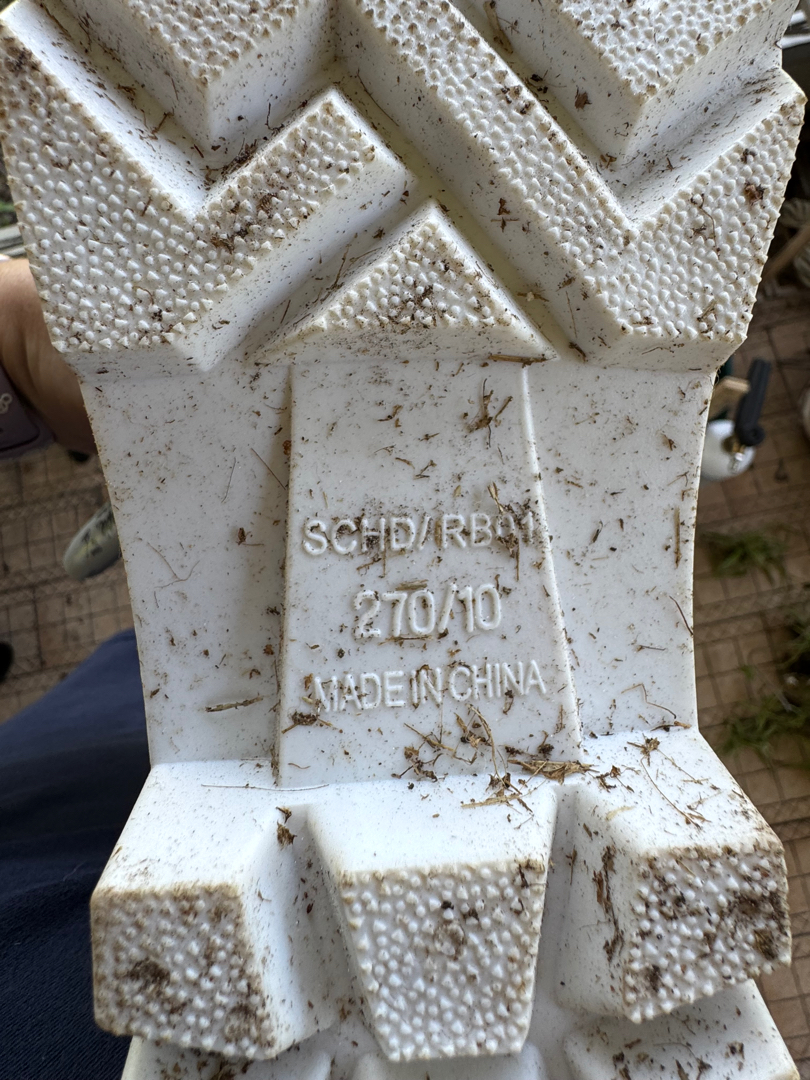 SCHD/RB01
270/10
MADE IN CHINA